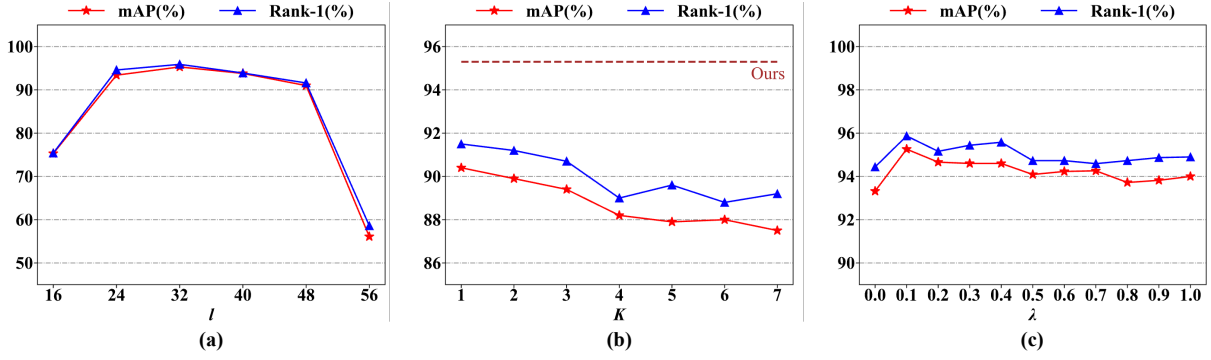 mAP(%) Rank-1(%)
100
90
80
70
60
50
16 24 32 40 48 56
l
(a)
mAP(%) Rank-1(%)
96
94
92
90
88
86
Ours
1 2 3 4 5 6 7
K
(b)
mAP(%) Rank-1(%)
100
98
96
94
92
90
0.0 0.1 0.2 0.3 0.4 0.5 0.6 0.7 0.8 0.9 1.0
λ
(c)